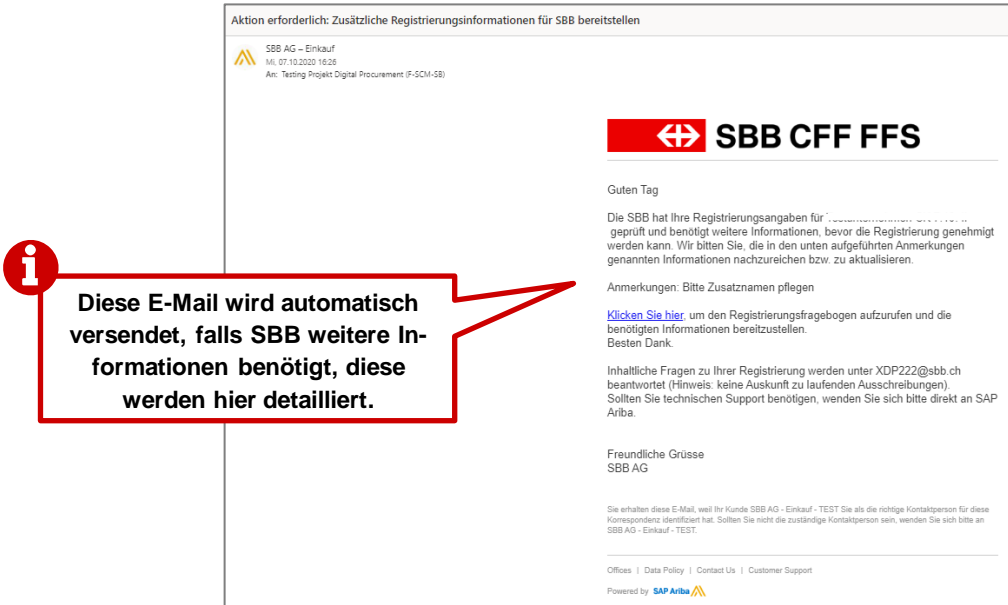 Aktion erforderlich: Zusätzliche Registrierungsinformationen für SBB bereitstellen
SBB AG – Einkauf
Mi, 07.10.2020 16:26
An: Testing Projekt Digital Procurement (F-SCM-SB)
SBB CFF FFS
Guten Tag
Die SBB hat Ihre Registrierungsangaben für
geprüft und benötigt weitere Informationen, bevor die Registrierung genehmigt
werden kann. Wir bitten Sie, die in den unten aufgeführten Anmerkungen
genannten Informationen nachzureichen bzw. zu aktualisieren.
Anmerkungen: Bitte Zusatznamen pflegen
Klicken Sie hier, um den Registrierungsfragebogen aufzurufen und die
benötigten Informationen bereitzustellen.
Besten Dank.
Inhaltliche Fragen zu Ihrer Registrierung werden unter XDP222@sbb.ch
beantwortet (Hinweis: keine Auskunft zu laufenden Ausschreibungen).
Sollten Sie technischen Support benötigen, wenden Sie sich bitte direkt an SAP
Ariba.
Freundliche Grüsse
SBB AG
Sie erhalten diese E-Mail, weil Ihr Kunde SBB AG - Einkauf - TEST Sie als die richtige Kontaktperson für diese
Korrespondenz identifiziert hat. Sollten Sie nicht die zuständige Kontaktperson sein, wenden Sie sich bitte an
SBB AG - Einkauf - TEST.
Offices | Data Policy | Contact Us | Customer Support
Powered by SAP Ariba
i
Diese E-Mail wird automatisch
versendet, falls SBB weitere In-
formationen benötigt, diese
werden hier detailliert.